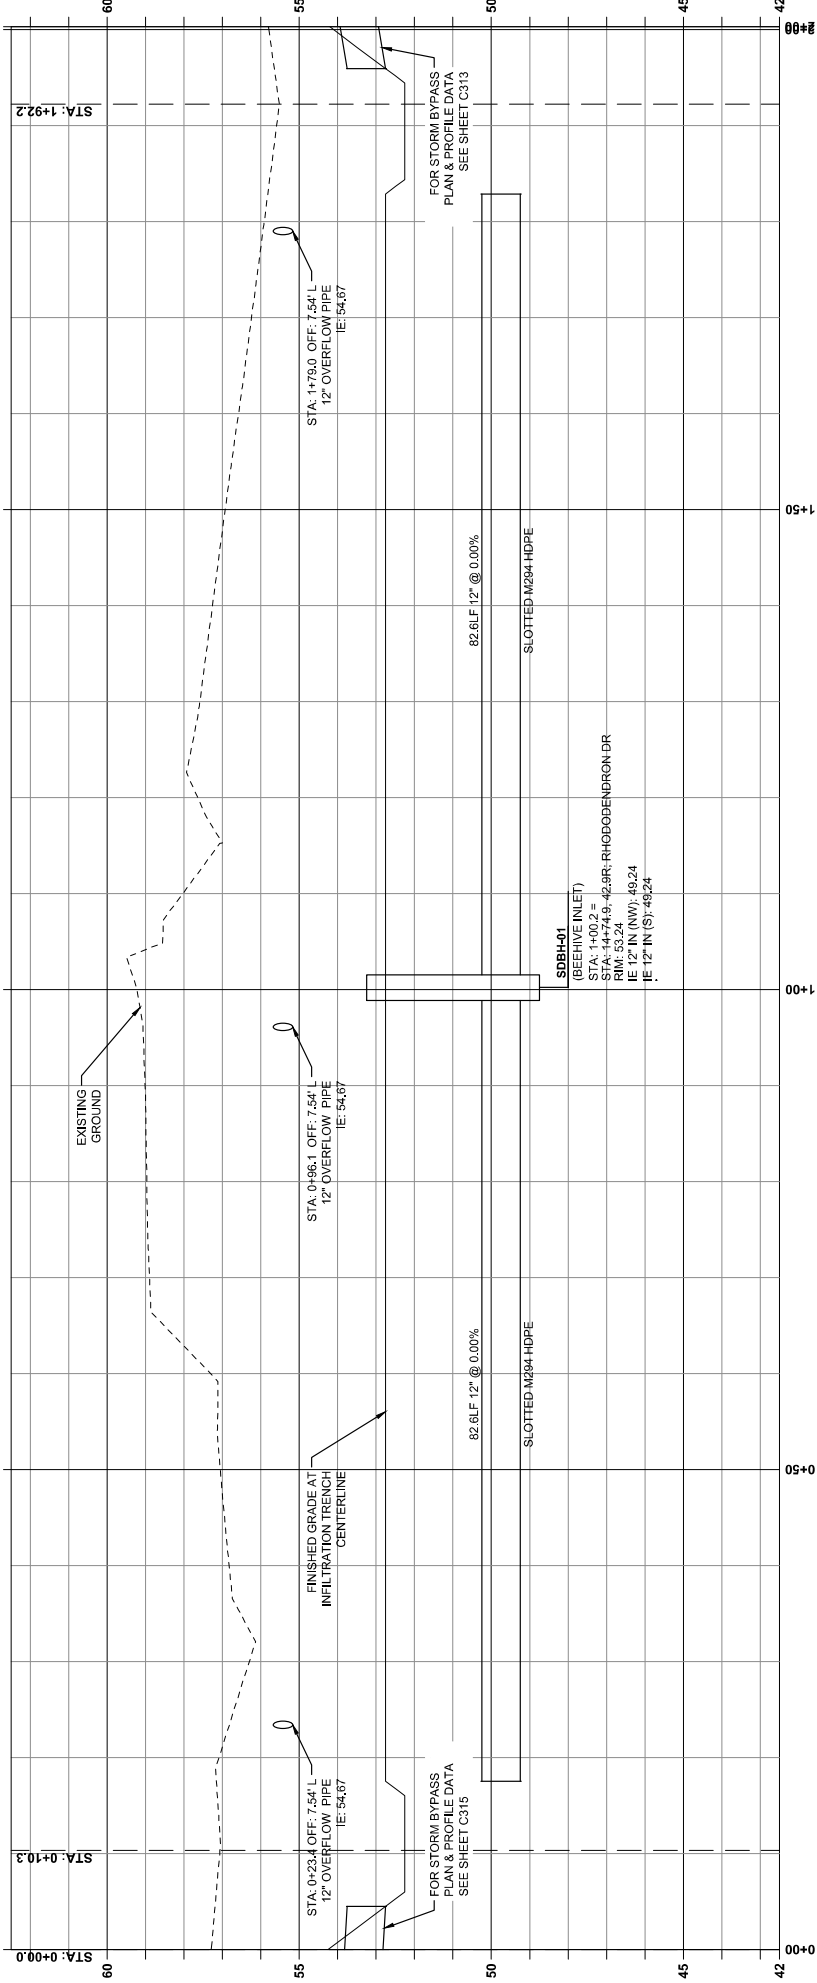 60
55
50
45
42
STA: 0+00.0
STA: 0+10.3
STA: 1+92.2
STA: 0+23.4 OFF: 7.54' L
12" OVERFLOW PIPE
IE: 54.67
FOR STORM BYPASS
PLAN & PROFILE DATA
SEE SHEET C315
FINISHED GRADE AT
INFILTRATION TRENCH
CENTERLINE
82.6LF 12" @ 0.00%
SLOTTED M294 HDPE
EXISTING
GROUND
STA: 0+96.1 OFF: 7.54' L
12" OVERFLOW PIPE
IE: 54.67
SDBH-01
(BEEHIVE INLET)
STA: 1+00.2 =
STA: 14+74.9, 42.9R; RHODODENDRON DR
RIM: 53.24
IE 12" IN (NW): 49.24
IE 12" IN (S): 49.24
82.6LF 12" @ 0.00%
SLOTTED M294 HDPE
STA: 1+79.0 OFF: 7.54' L
12" OVERFLOW PIPE
IE: 54.67
FOR STORM BYPASS
PLAN & PROFILE DATA
SEE SHEET C313
60
55
50
45
42
0+00
0+50
1+00
1+50
2+00